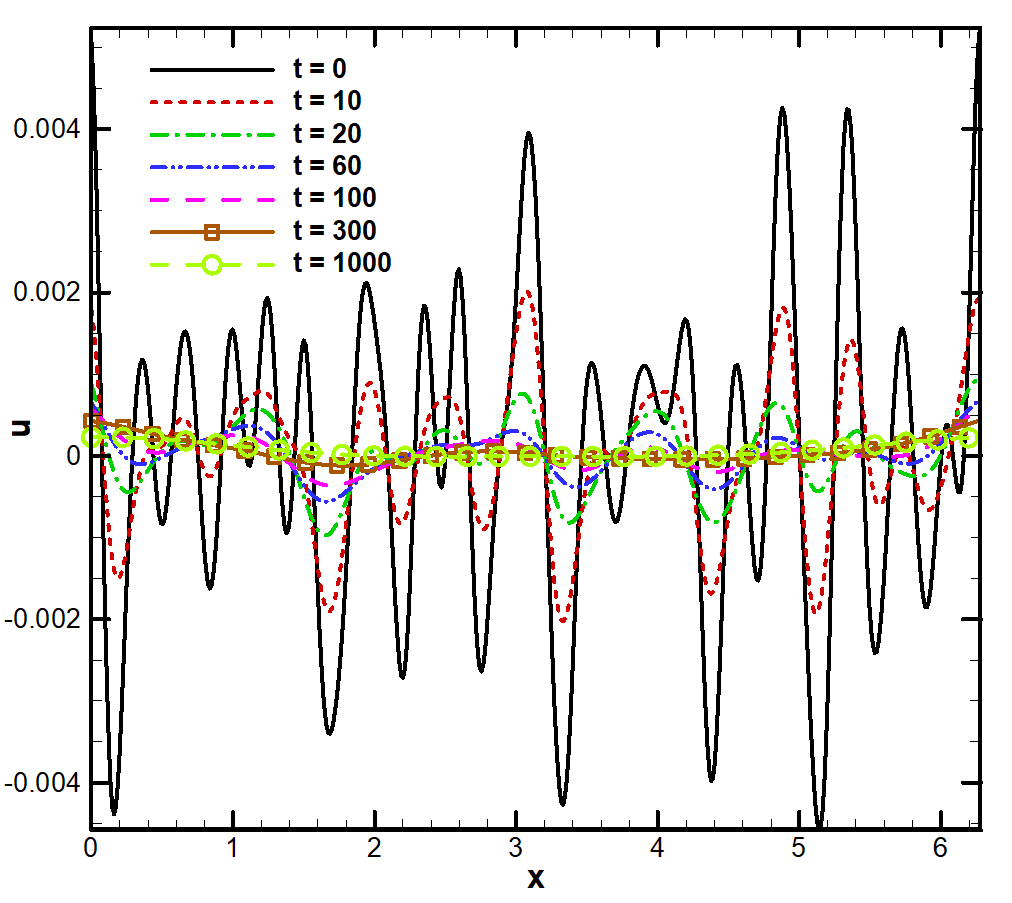 t = 0
t = 10
t = 20
t = 60
t = 100
t = 300
t = 1000
0.004
0.002
0
-0.002
-0.004
u
0 1 2 3 4 5 6
x